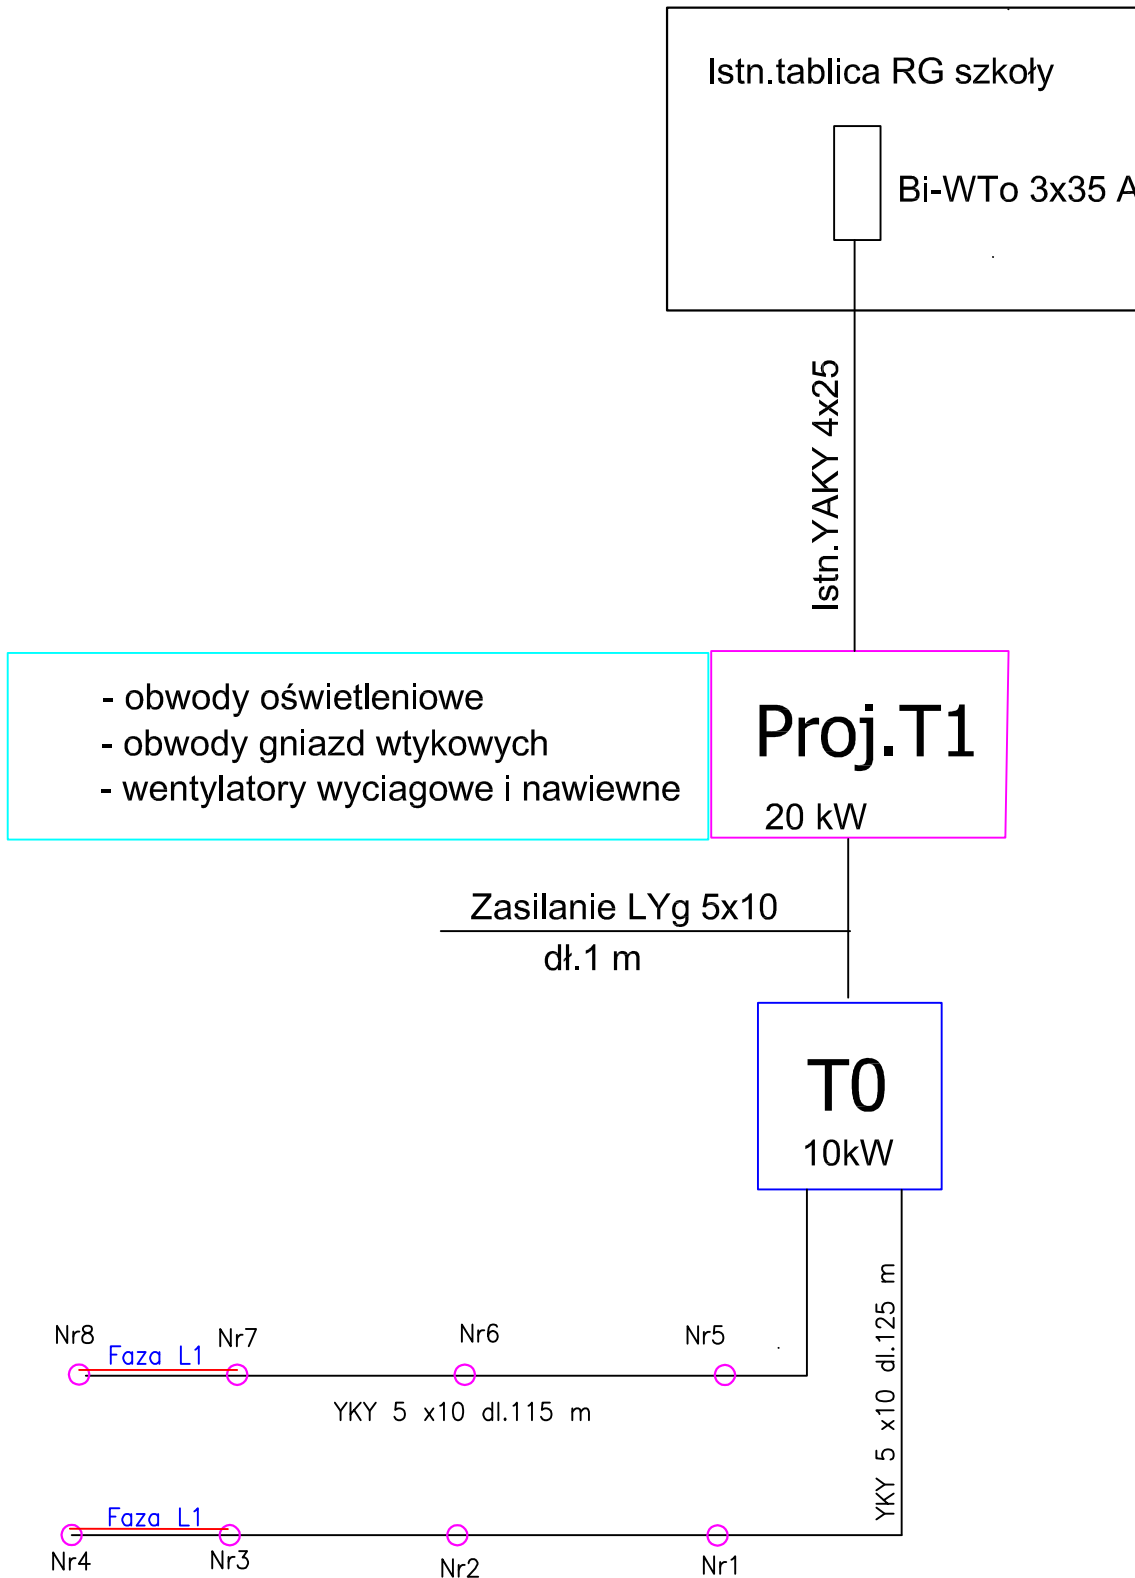 Istn.tablica RG szkoły
Bi-WTo 3x35 A
Istn.YAKY 4x25
- obwody oświetleniowe
- obwody gniazd wtykowych
- wentylatory wyciagowe i nawiewne
Proj.T1
20 kW
Zasilanie LYg 5x10
dł.1 m
T0
10kW
YKY 5 x10 dl.125 m
Nr8
Faza L1
Nr7
Nr6
Nr5
YKY 5 x10 dl.115 m
Faza L1
Nr4
Nr3
Nr2
Nr1